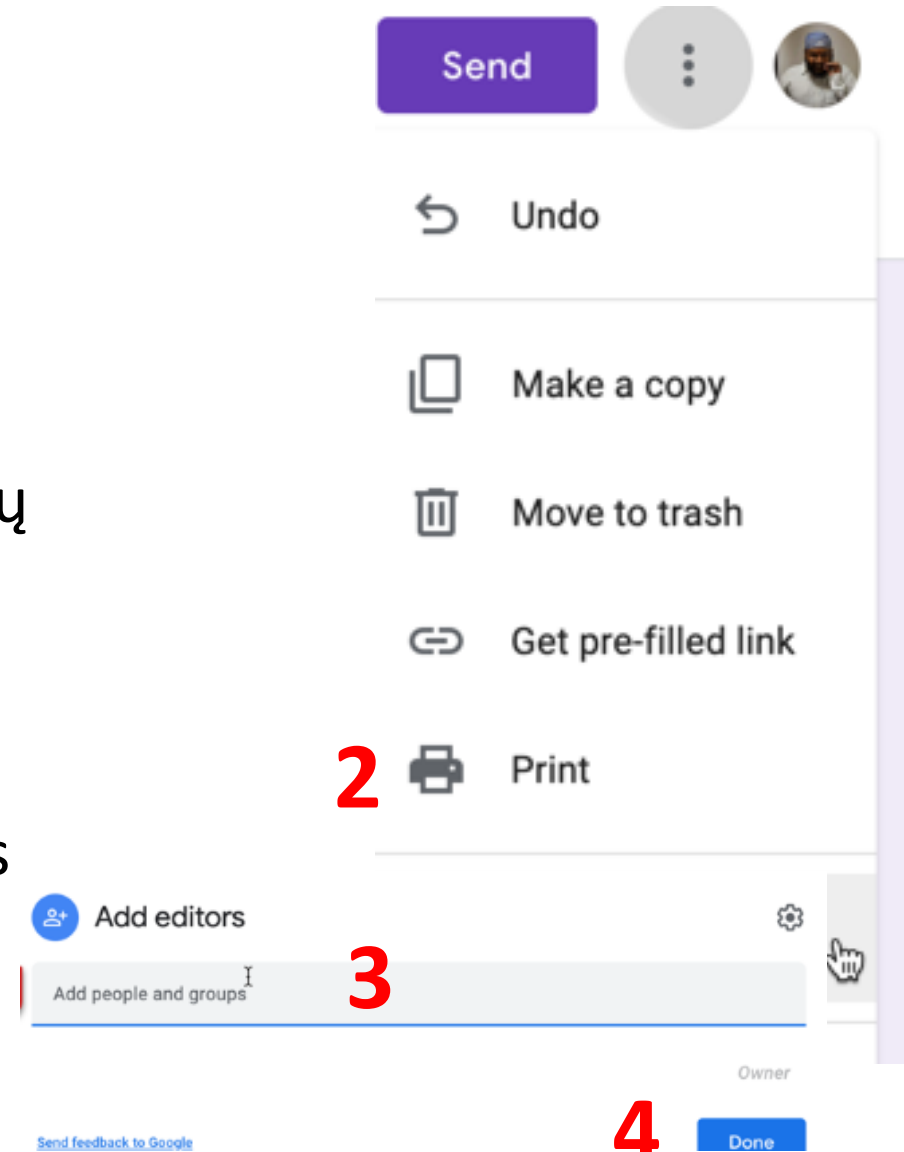 Send
Undo
Make a copy
ų
Move to trash
Get pre-filled link
2 Print
s
Add editors
Add people and groups 3
Owner
Send feedback to Google 4 Done